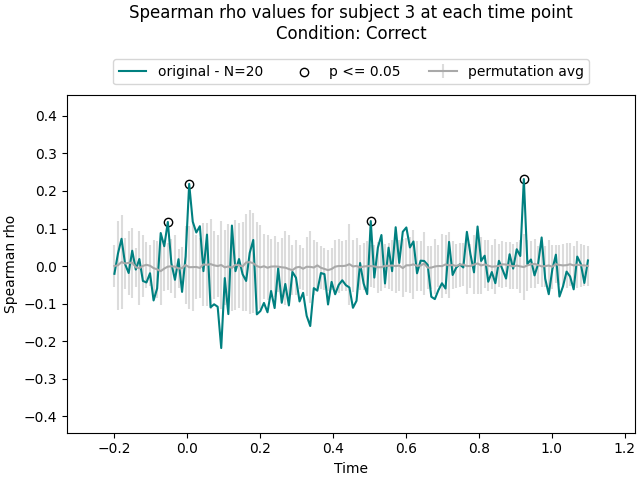 Spearman rho values for subject 3 at each time point
Condition: Correct
original - N=20
p <= 0.05
permutation avg
Spearman rho
0.4
0.3
0.2
0.1
0.0
−0.1
−0.2
−0.3
−0.4
−0.2
0.0
0.2
0.4
0.6
0.8
1.0
1.2
Time